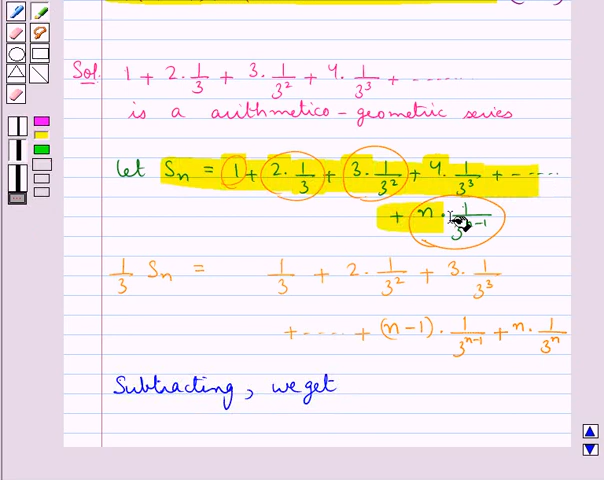 Sol. 1 + 2. 1/3 + 3. 1/3² + 4. 1/3³ + -------
is a arithmetico - geometric series
let Sₙ = 1 + 2. 1/3 + 3. 1/3² + 4. 1/3³ + -----
+ n. 1/3ⁿ⁻¹
1/3 Sₙ = 1/3 + 2. 1/3² + 3. 1/3³
+ ---- + (n-1). 1/3ⁿ⁻¹ + n. 1/3ⁿ
Subtracting, we get